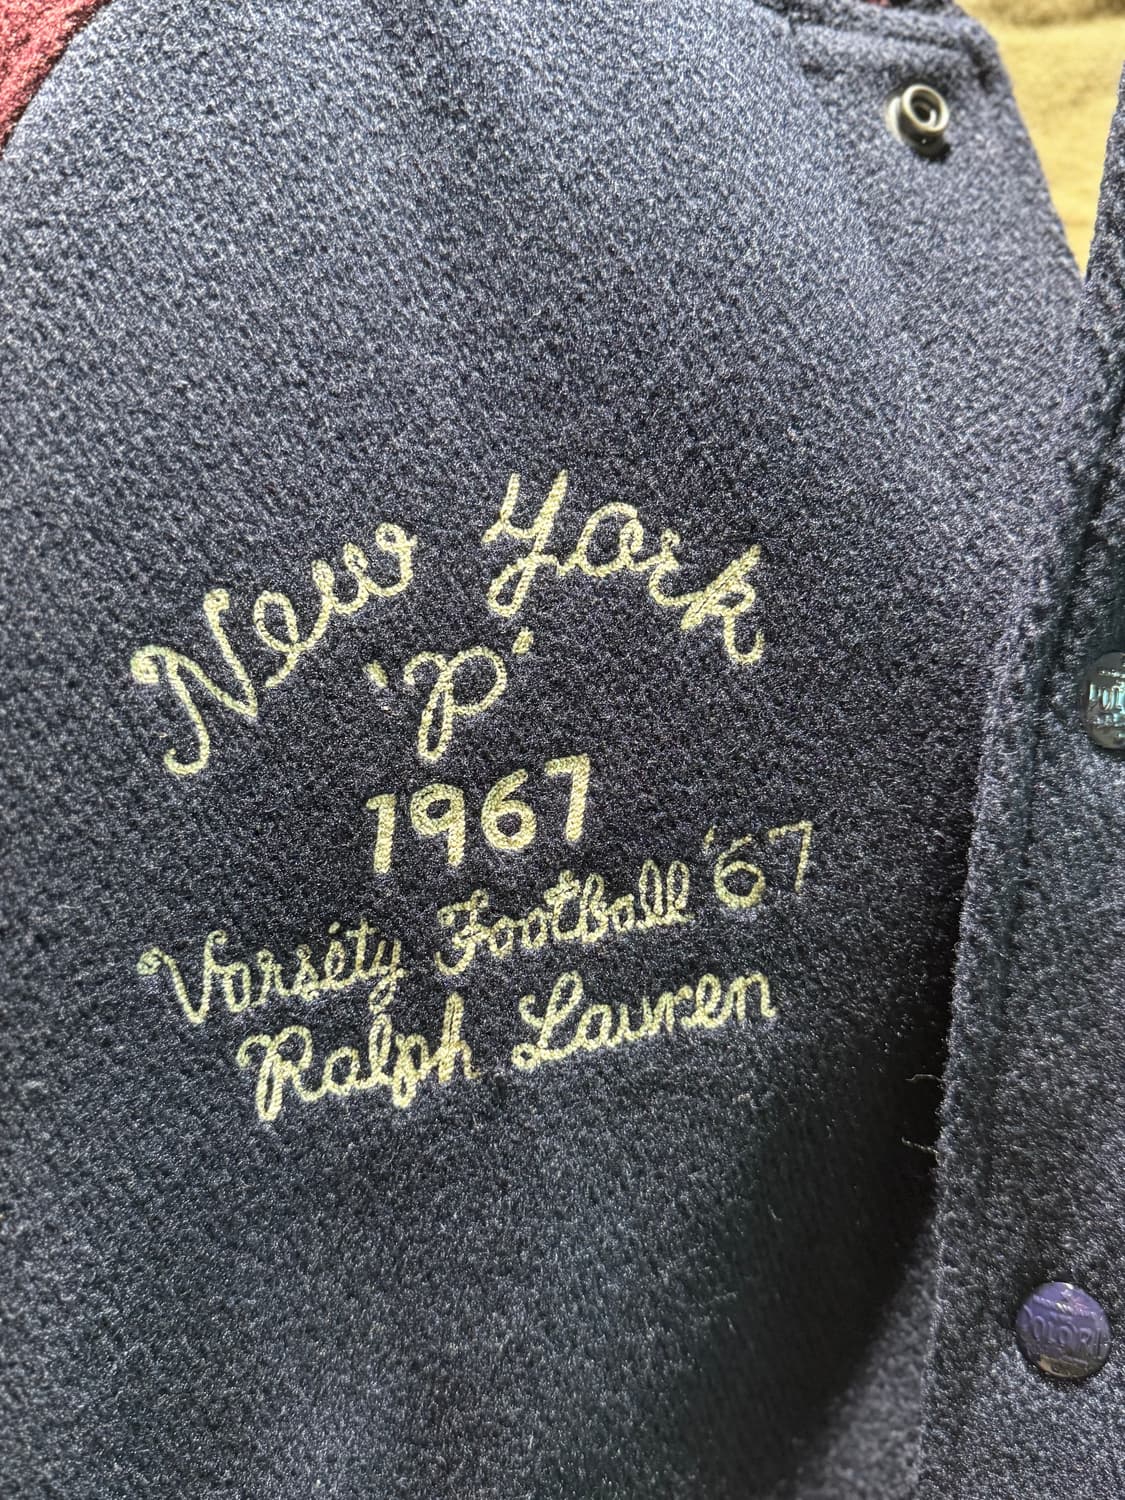 New York
'P'
1967
Varsity Football '67
Ralph Lauren